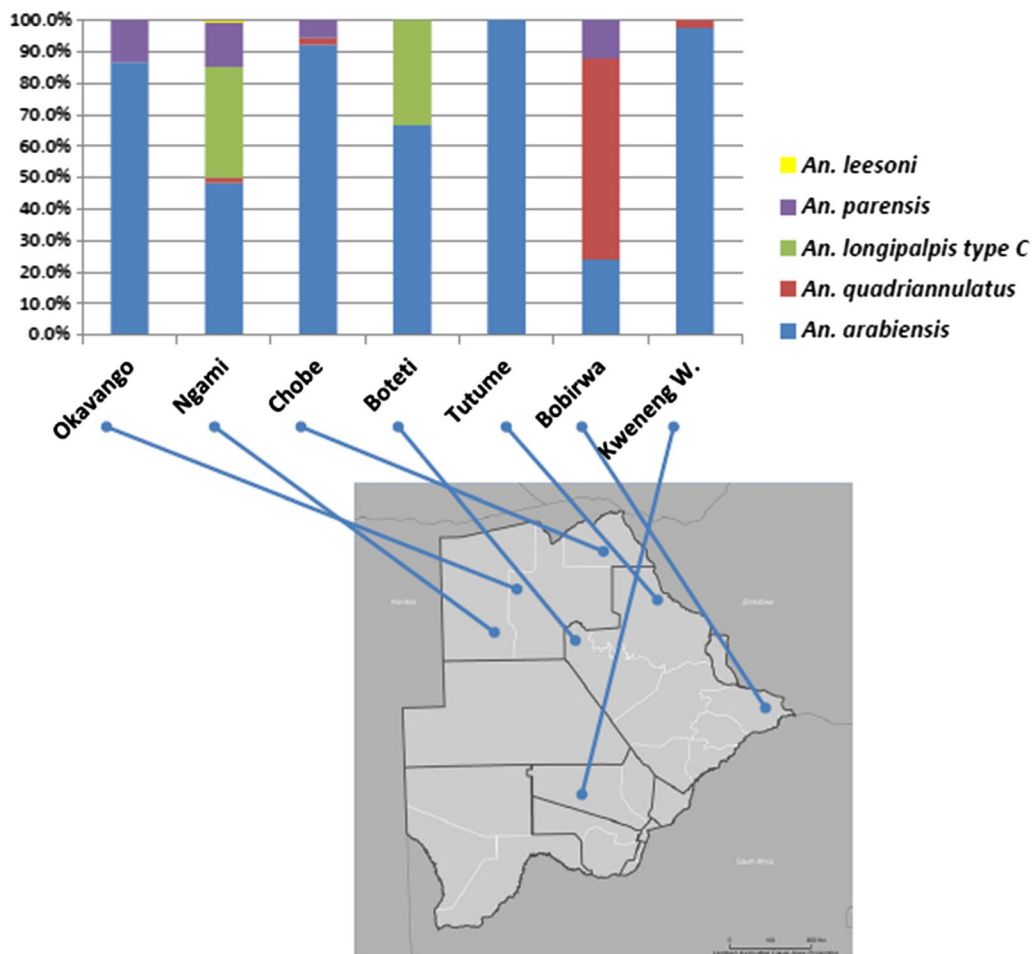 100.0%
90.0%
80.0%
70.0%
60.0%
50.0%
40.0%
30.0%
20.0%
10.0%
0.0%
An. leesoni
An. parensis
An. longipalpis type C
An. quadriannulatus
An. arabiensis
Okavango
Ngami
Chobe
Boteti
Tutume
Bobirwa
Kweneng W.
Namibia
Zimbabwe
South Africa
0